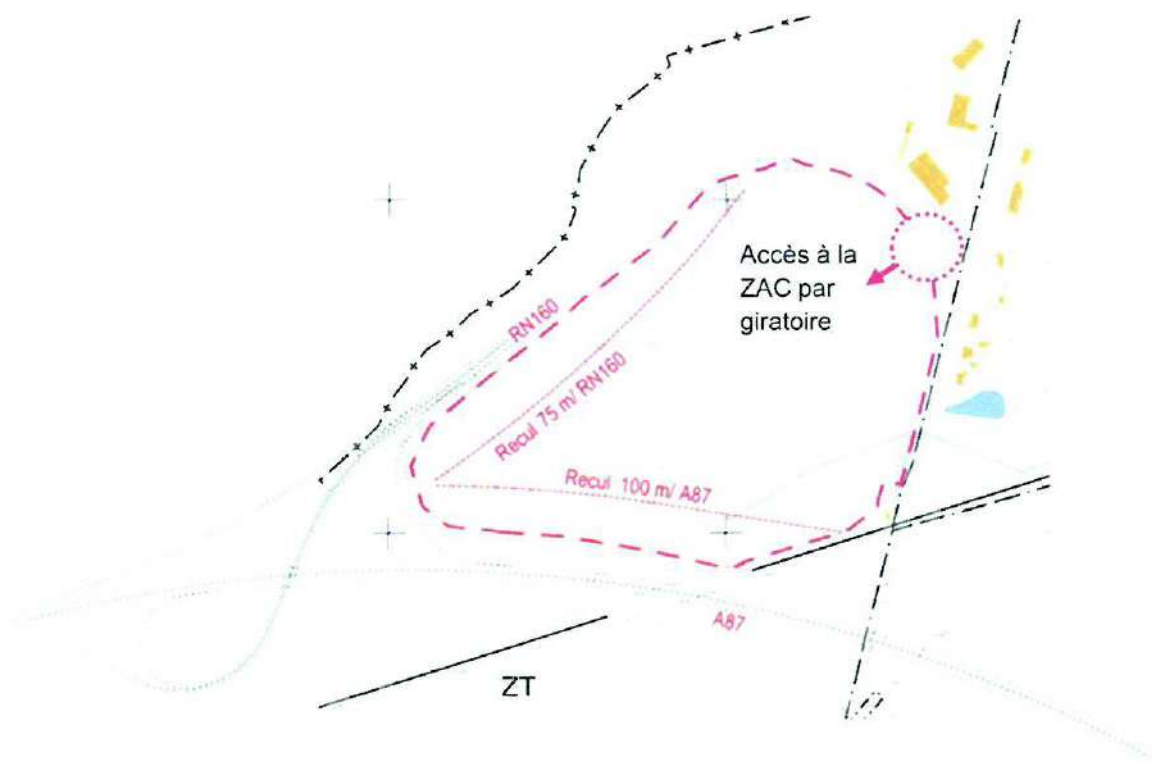 Accès à la
ZAC par
giratoire
RN160
Recul 75 m/ RN160
Recul 100 m/ A87
A87
ZT